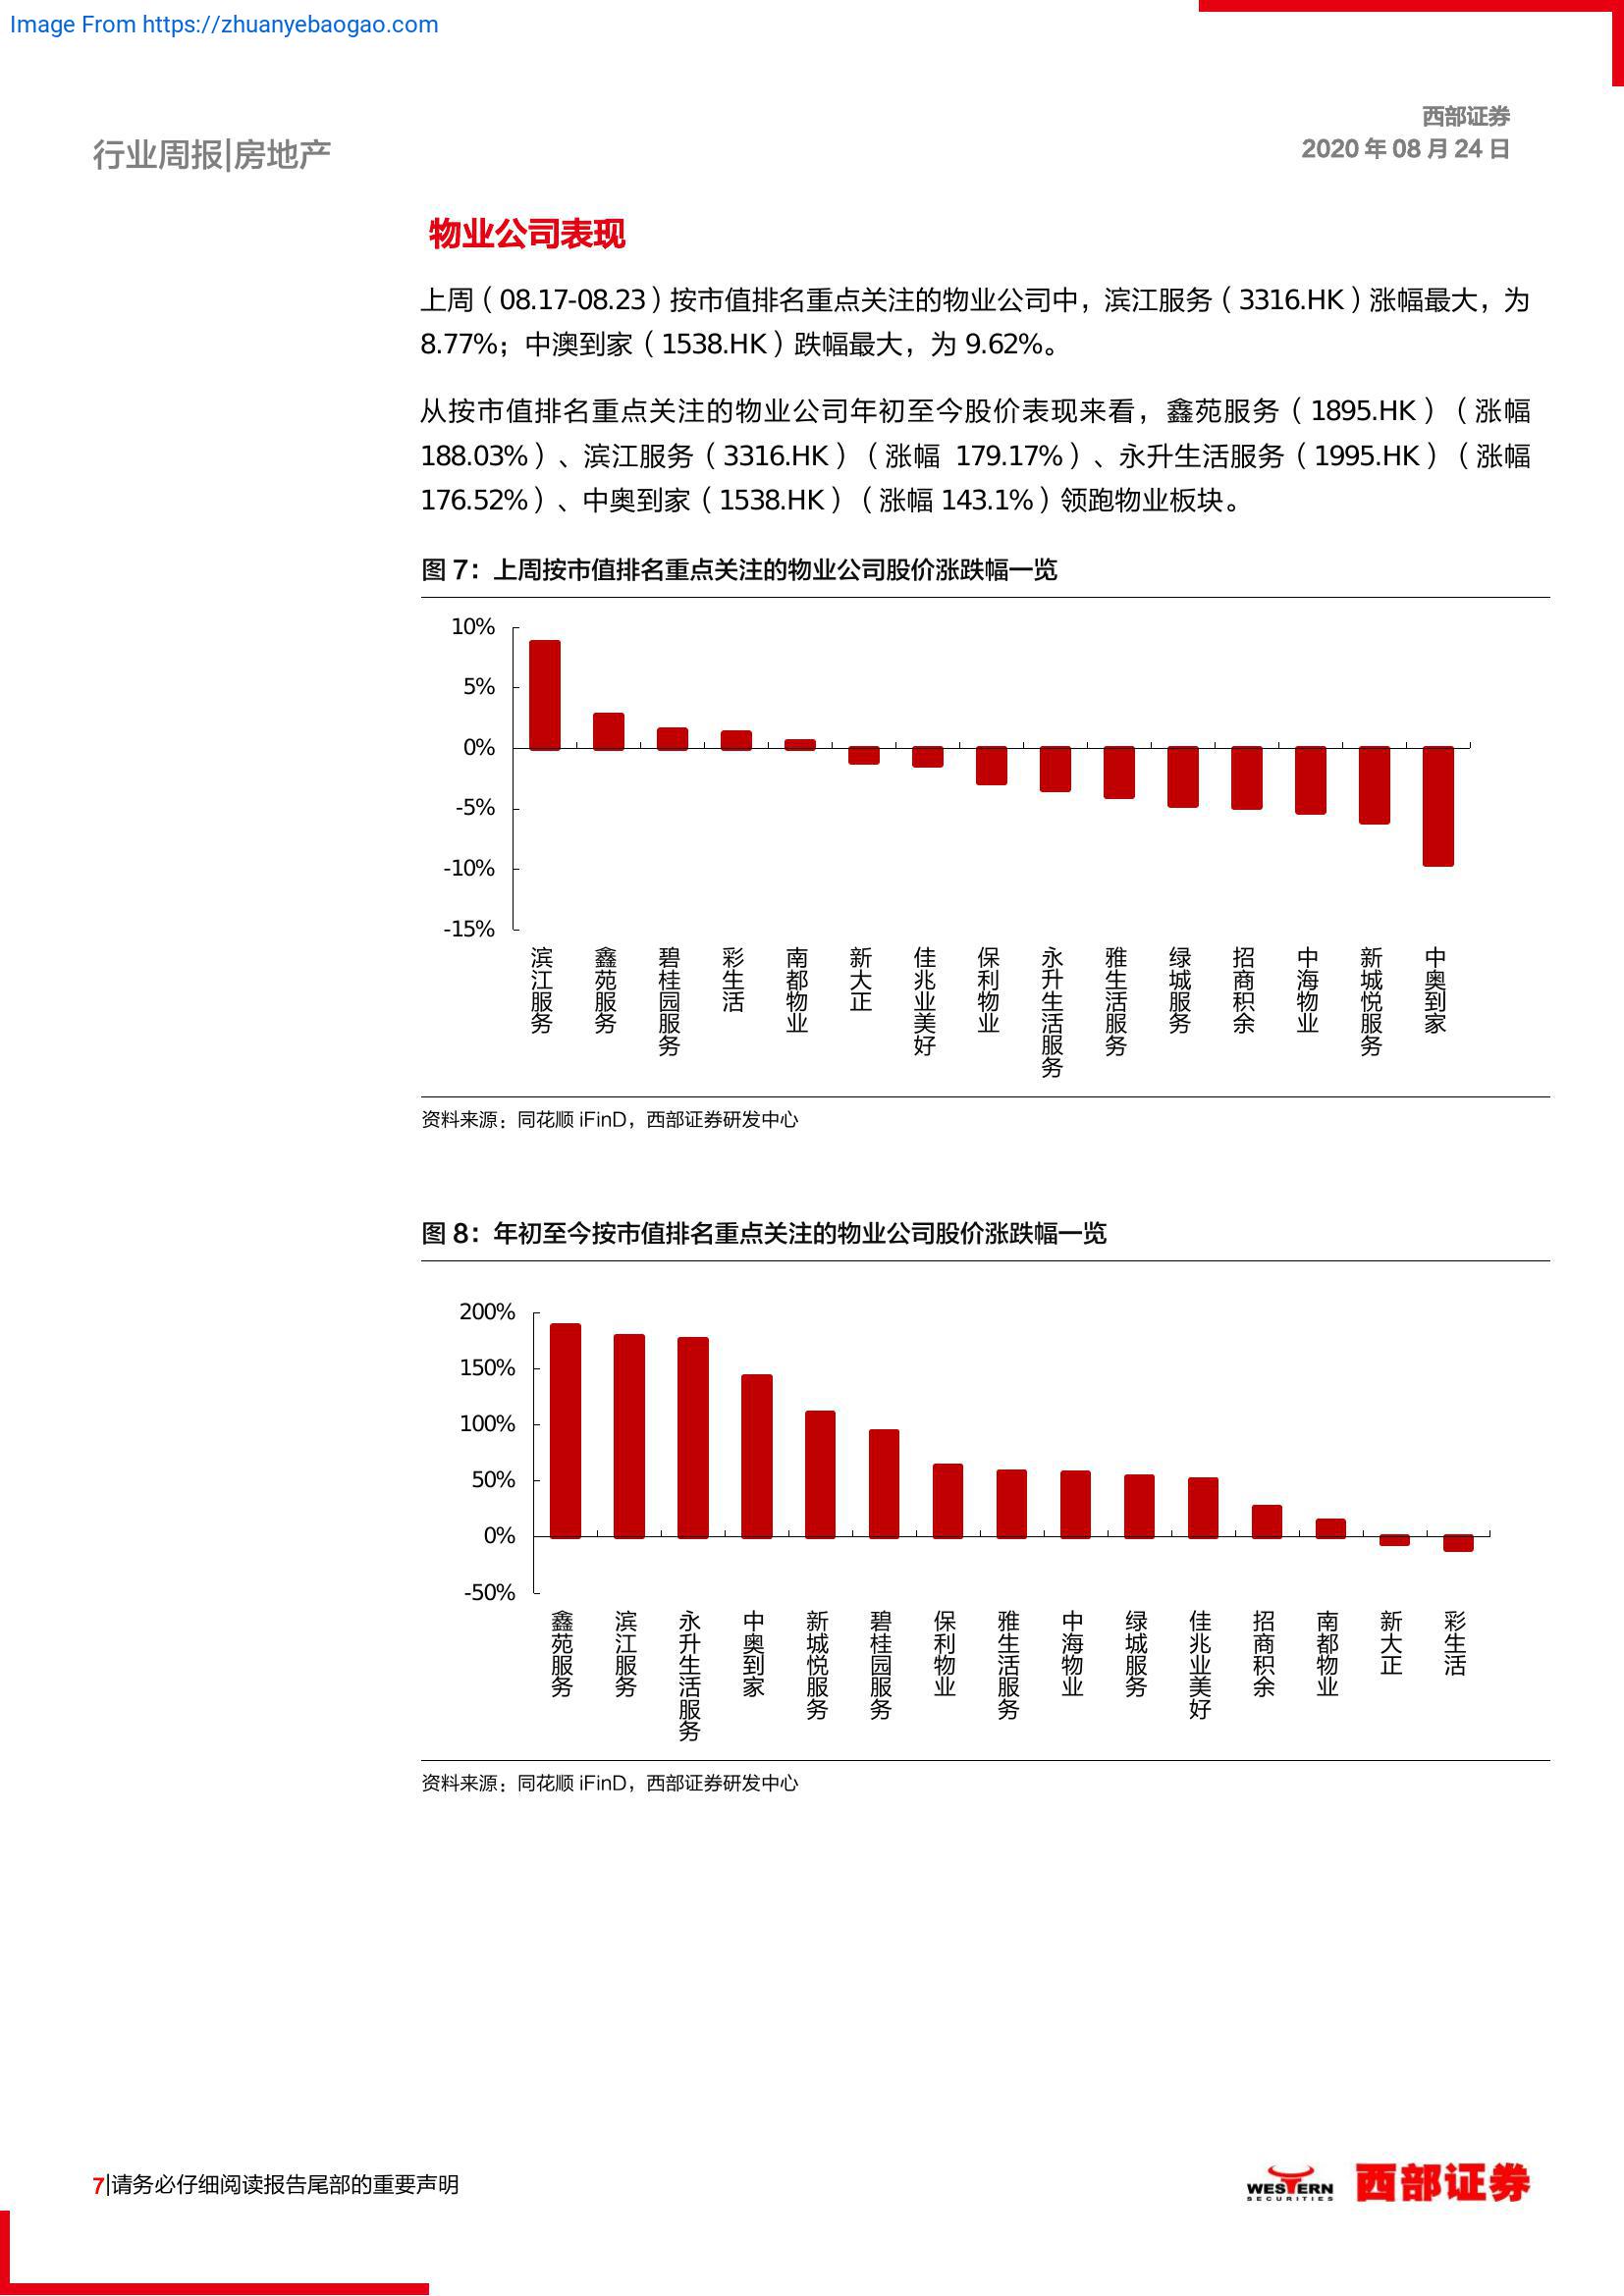 Image From https://zhuanyebaogao.com
西部证券
行业周报|房地产
2020 年 08 月 24 日
物业公司表现
上周（08.17-08.23）按市值排名重点关注的物业公司中，滨江服务（3316.HK）涨幅最大，为
8.77%；中澳到家（1538.HK）跌幅最大，为 9.62%。
从按市值排名重点关注的物业公司年初至今股价表现来看，鑫苑服务（1895.HK）（涨幅
188.03%）、滨江服务（3316.HK）（涨幅 179.17%）、永升生活服务（1995.HK）（涨幅
176.52%）、中奥到家（1538.HK）（涨幅 143.1%）领跑物业板块。
图 7：上周按市值排名重点关注的物业公司股价涨跌幅一览
10%
5%
0%
-5%
-10%
-15%
滨江服务
鑫苑服务
碧桂园服务
彩生活
南都物业
新大正
佳兆业美好
保利物业
永升生活服务
雅生活服务
绿城服务
招商积余
中海物业
新城悦服务
中奥到家
资料来源：同花顺 iFinD，西部证券研发中心
图 8：年初至今按市值排名重点关注的物业公司股价涨跌幅一览
200%
150%
100%
50%
0%
-50%
鑫苑服务
滨江服务
永升生活服务
中奥到家
新城悦服务
碧桂园服务
保利物业
雅生活服务
中海物业
绿城服务
佳兆业美好
招商积余
南都物业
新大正
彩生活
资料来源：同花顺 iFinD，西部证券研发中心
7|请务必仔细阅读报告尾部的重要声明
WESTERN
SECURITIES
西部证券